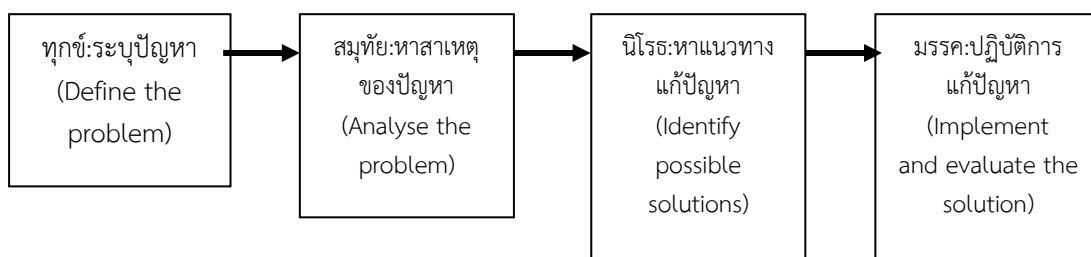 ทุกข์:ระบุปัญหา
(Define the
problem)
สมุทัย:หาสาเหตุ
ของปัญหา
(Analyse the
problem)
นิโรธ:หาแนวทาง
แก้ปัญหา
(Identify
possible
solutions)
มรรค:ปฏิบัติการ
แก้ปัญหา
(Implement
and evaluate the
solution)